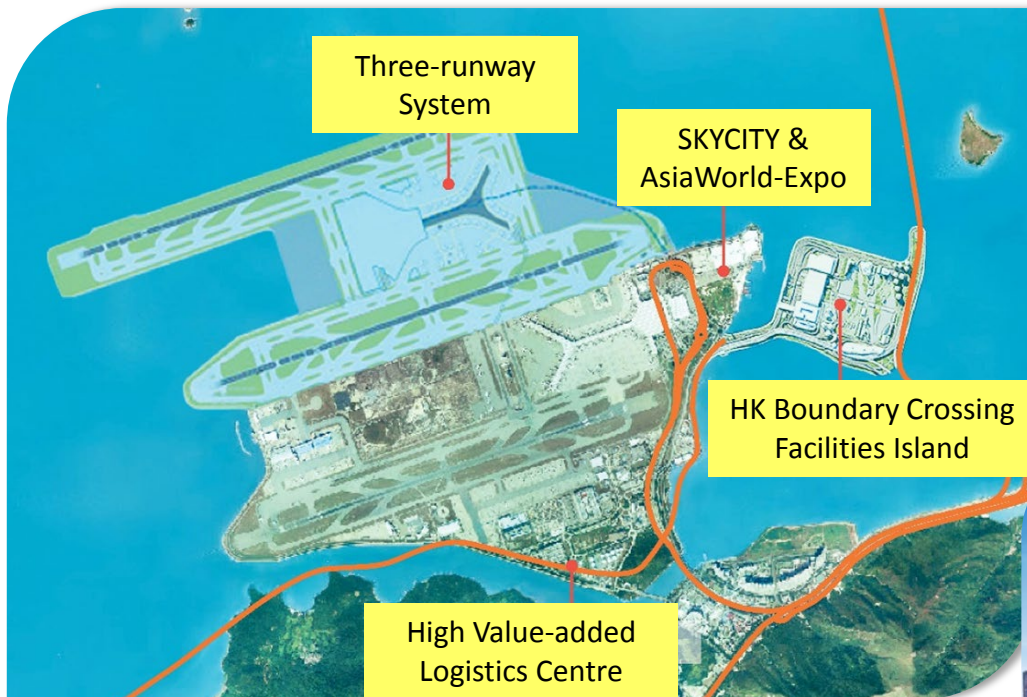 Three-runway
System
SKYCITY &
AsiaWorld-Expo
HK Boundary Crossing
Facilities Island
High Value-added
Logistics Centre